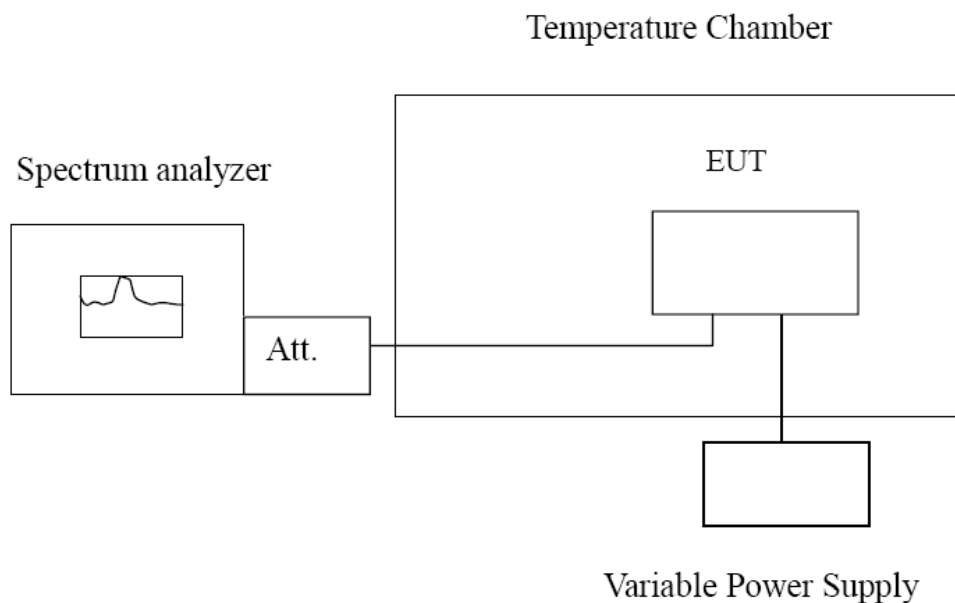 Temperature Chamber
Spectrum analyzer
EUT
Att.
Variable Power Supply